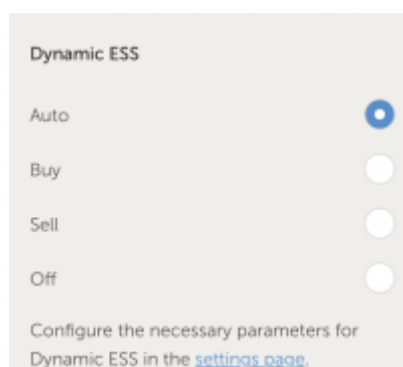 Dynamic ESS
Auto
Buy
Sell
Off
Configure the necessary parameters for
Dynamic ESS in the settings page.